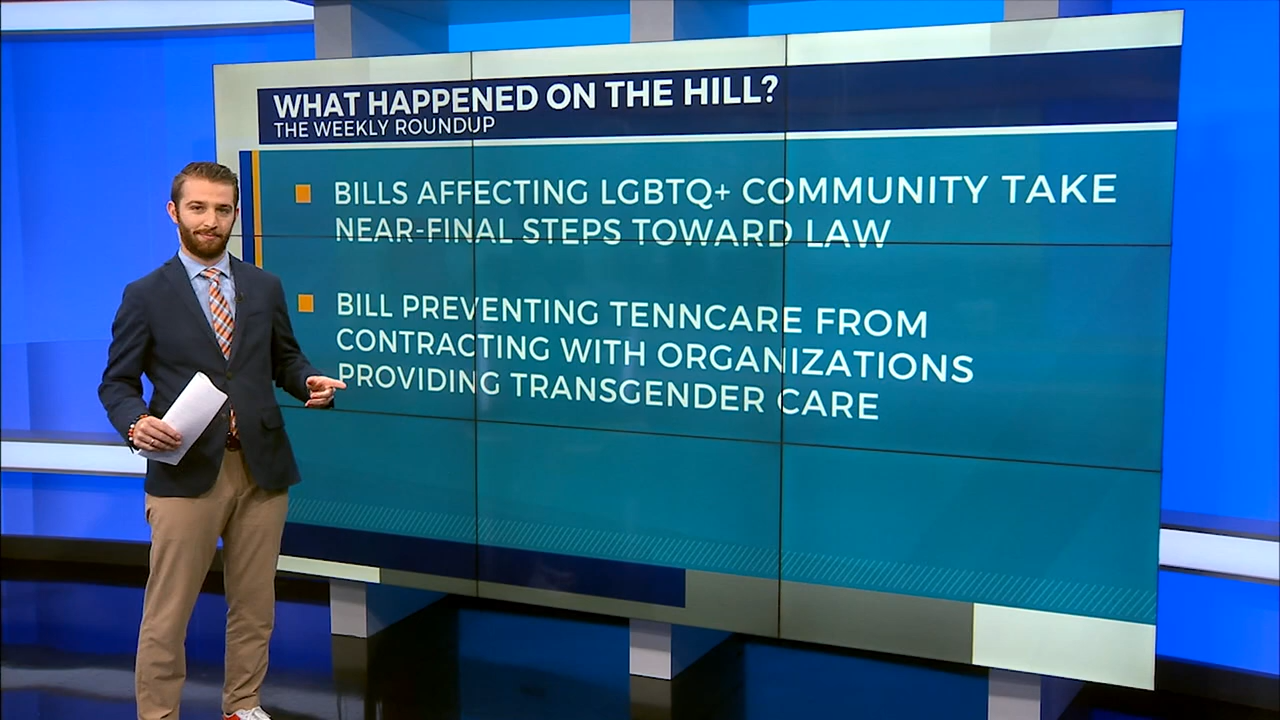 WHAT HAPPENED ON THE HILL?
THE WEEKLY ROUNDUP
BILLS AFFECTING LGBTQ+ COMMUNITY TAKE
NEAR-FINAL STEPS TOWARD LAW
BILL PREVENTING TENNCARE FROM
CONTRACTING WITH ORGANIZATIONS
PROVIDING TRANSGENDER CARE